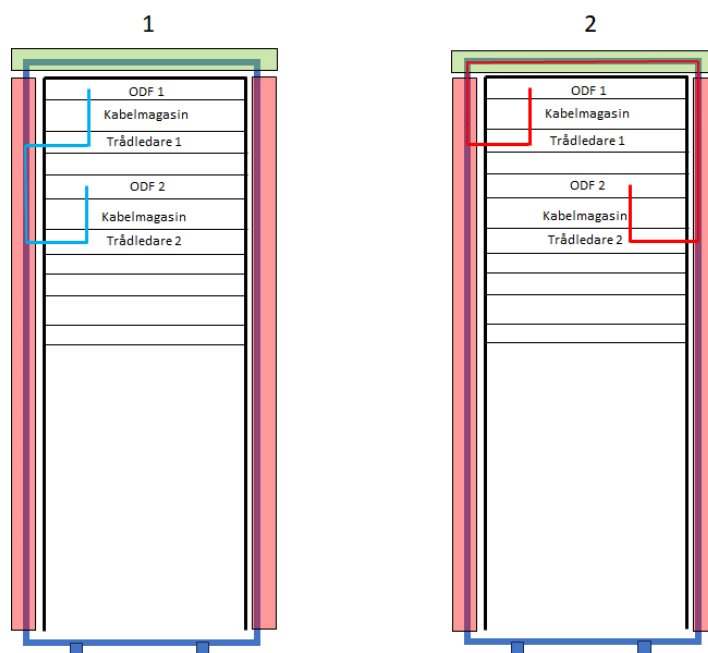 1
ODF 1
Kabelmagasin
Trådledare 1
ODF 2
Kabelmagasin
Trådledare 2
2
ODF 1
Kabelmagasin
Trådledare 1
ODF 2
Kabelmagasin
Trådledare 2